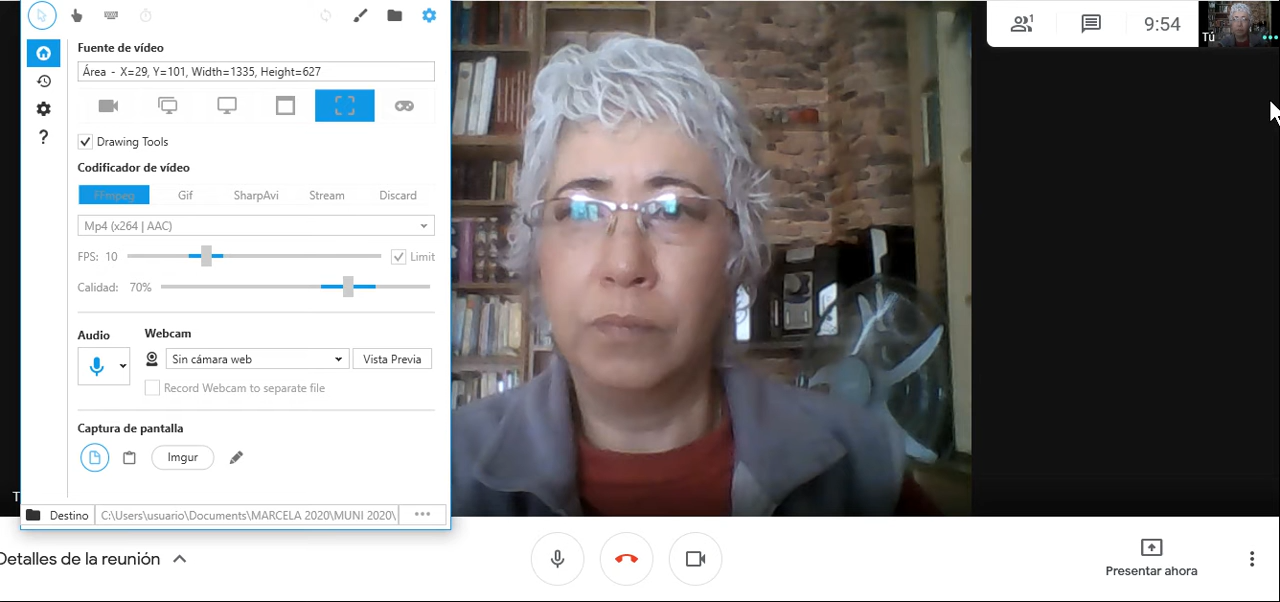 Fuente de vídeo
Área - X=29, Y=101, Width=1335, Height=627
Drawing Tools
Codificador de vídeo
FFmpeg Gif SharpAvi Stream Discard
Mp4 (x264 | AAC)
FPS: 10 Limit
Calidad: 70%
Audio Webcam
Sin cámara web Vista Previa
Record Webcam to separate file
Captura de pantalla
Imgur
Destino C:\Users\usuario\Documents\MARCELA 2020\MUNI 2020\ ...
1 9:54 Tú
T
Detalles de la reunión
Presentar ahora